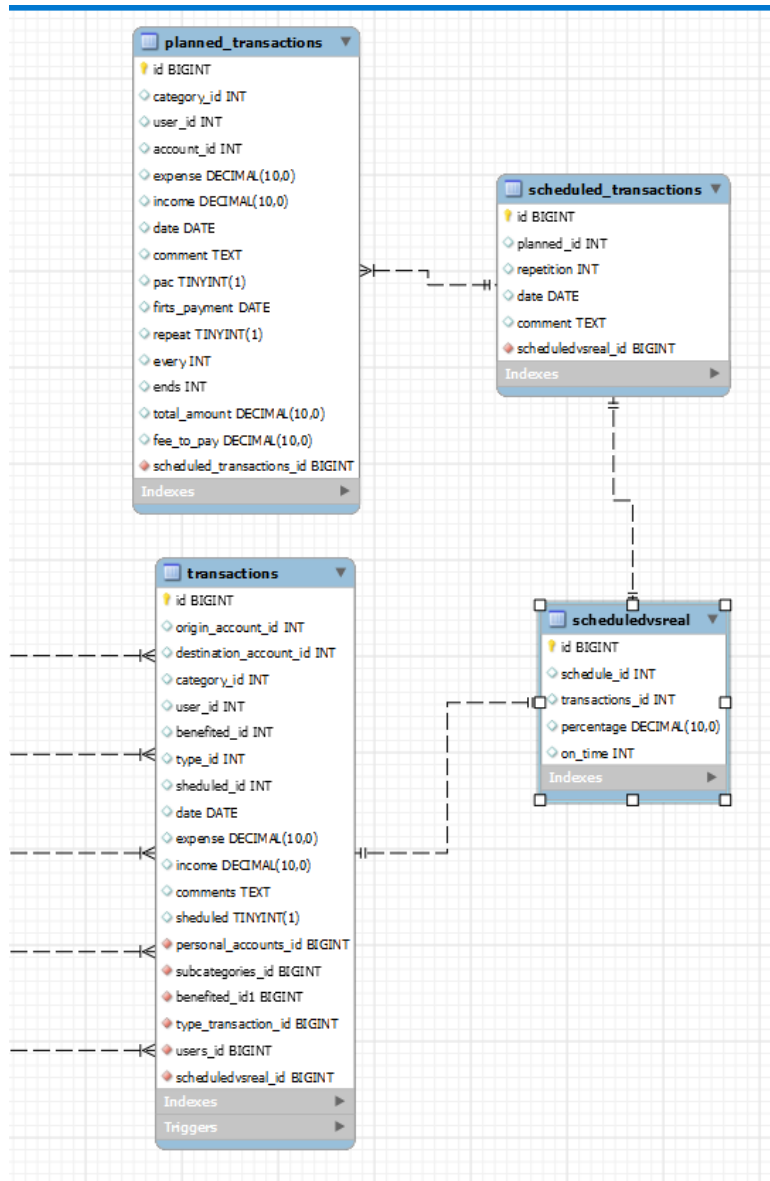 planned_transactions
id BIGINT
category_id INT
user_id INT
account_id INT
expense DECIMAL(10,0)
income DECIMAL(10,0)
date DATE
comment TEXT
pac TINYINT(1)
firts_payment DATE
repeat TINYINT(1)
every INT
ends INT
total_amount DECIMAL(10,0)
fee_to_pay DECIMAL(10,0)
scheduled_transactions_id BIGINT
Indexes
scheduled_transactions
id BIGINT
planned_id INT
repetition INT
date DATE
comment TEXT
scheduledvsreal_id BIGINT
Indexes
transactions
id BIGINT
origin_account_id INT
destination_account_id INT
category_id INT
user_id INT
benefited_id INT
type_id INT
sheduled_id INT
date DATE
expense DECIMAL(10,0)
income DECIMAL(10,0)
comments TEXT
sheduled TINYINT(1)
personal_accounts_id BIGINT
subcategories_id BIGINT
benefited_id1 BIGINT
type_transaction_id BIGINT
users_id BIGINT
scheduledvsreal_id BIGINT
Indexes
Triggers
scheduledvsreal
id BIGINT
schedule_id INT
transactions_id INT
percentage DECIMAL(10,0)
on_time INT
Indexes